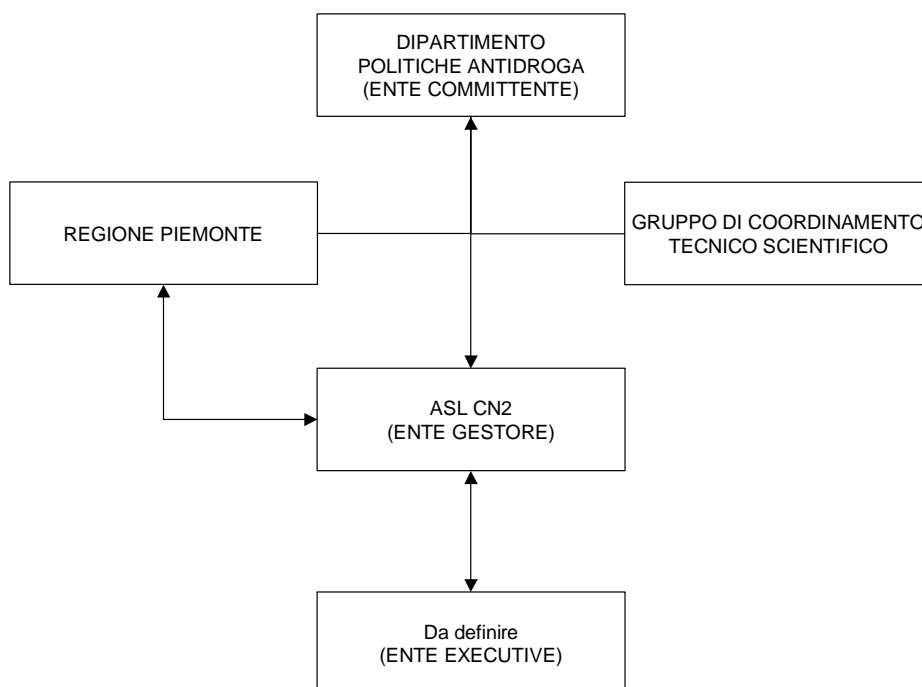 DIPARTIMENTO
POLITICHE ANTIDROGA
(ENTE COMMITTENTE)
REGIONE PIEMONTE
GRUPPO DI COORDINAMENTO
TECNICO SCIENTIFICO
ASL CN2
(ENTE GESTORE)
Da definire
(ENTE EXECUTIVE)